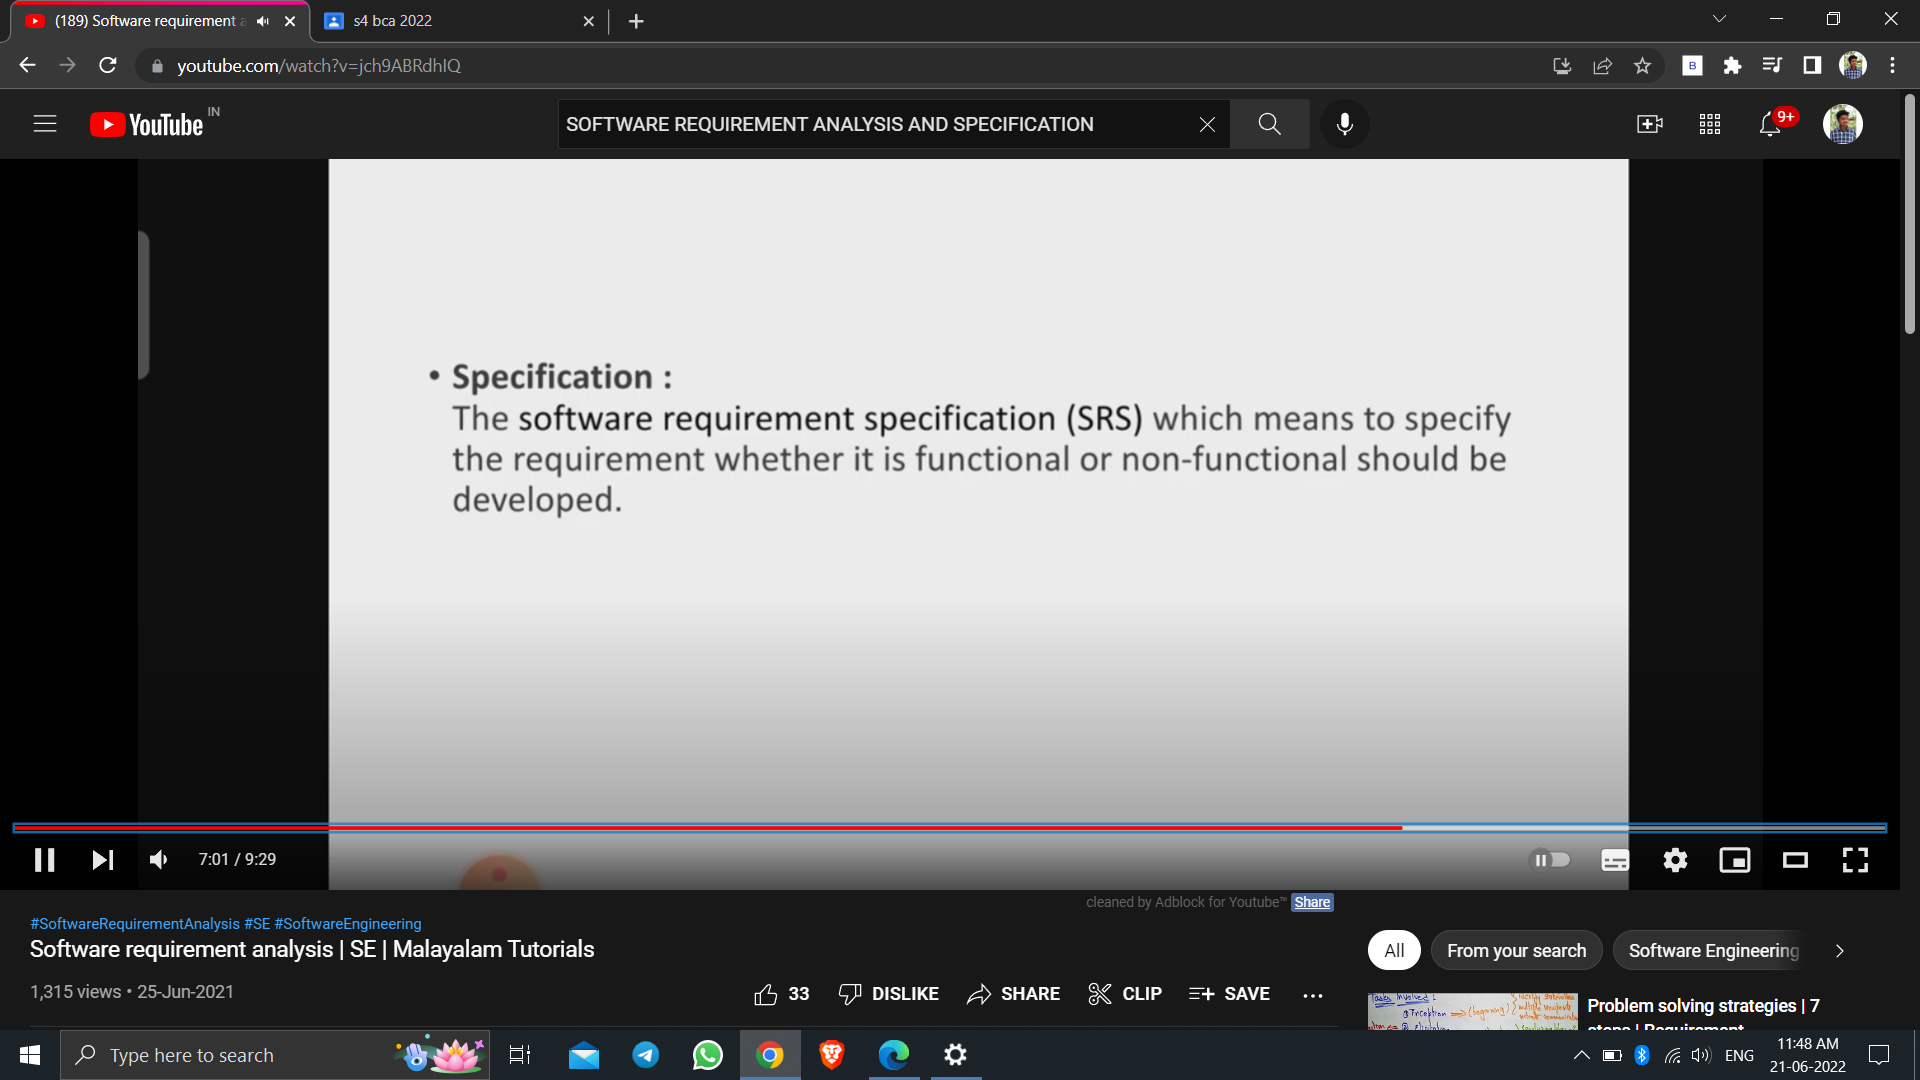 (189) Software requirement a
s4 bca 2022
youtube.com/watch?v=jch9ABRdhIQ
B
YouTube IN
SOFTWARE REQUIREMENT ANALYSIS AND SPECIFICATION
9+
• Specification :
The software requirement specification (SRS) which means to specify
the requirement whether it is functional or non-functional should be
developed.
7:01 / 9:29
cleaned by Adblock for Youtube™ Share
#SoftwareRequirementAnalysis #SE #SoftwareEngineering
Software requirement analysis | SE | Malayalam Tutorials
1,315 views • 25-Jun-2021
33 DISLIKE SHARE CLIP SAVE
All From your search Software Engineering
Tasks Involved :
Problem solving strategies | 7
steps | Requirement
Type here to search
ENG
11:48 AM
21-06-2022